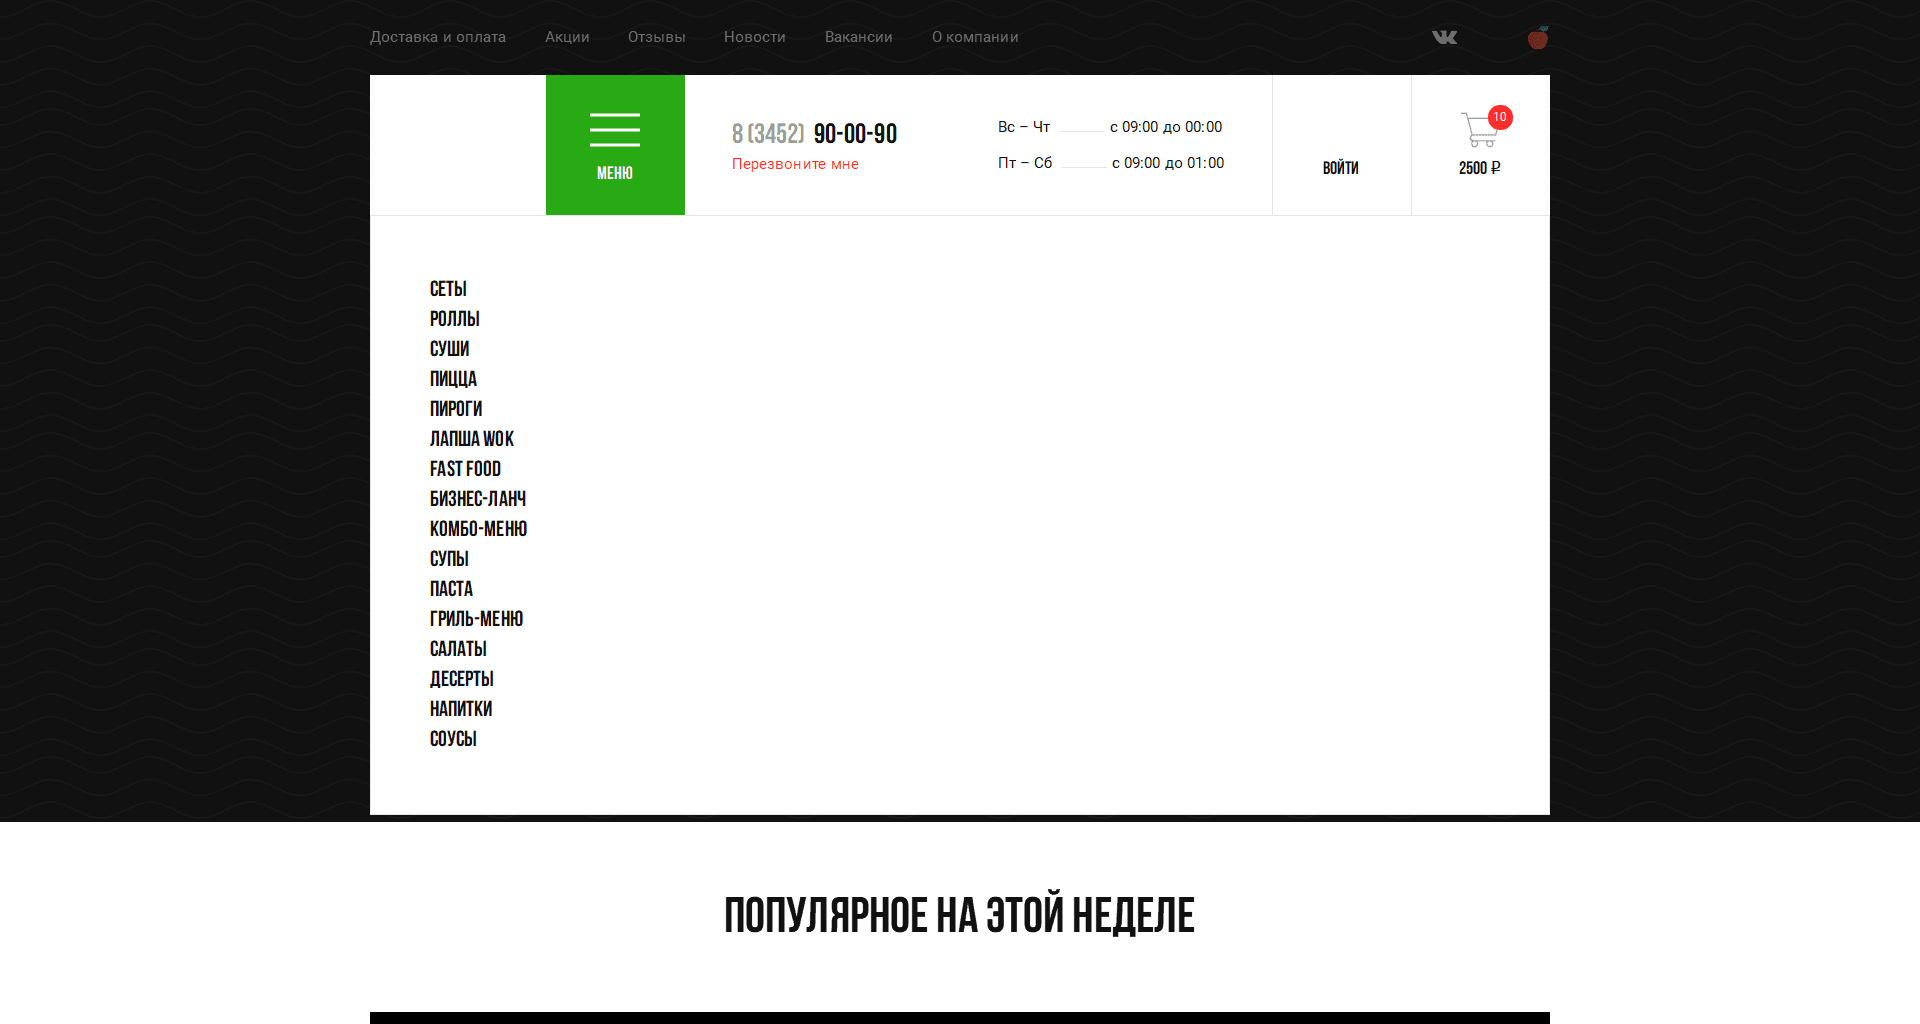 Доставка и оплата Акции Отзывы Новости Вакансии О компании
МЕНЮ
8 (3452) 90-00-90
Перезвоните мне
Вс – Чт с 09:00 до 00:00
Пт – Сб с 09:00 до 01:00
ВОЙТИ
10
2500 ₽
СЕТЫ
РОЛЛЫ
СУШИ
ПИЦЦА
ПИРОГИ
ЛАПША WOK
FAST FOOD
БИЗНЕС-ЛАНЧ
КОМБО-МЕНЮ
СУПЫ
ПАСТА
ГРИЛЬ-МЕНЮ
САЛАТЫ
ДЕСЕРТЫ
НАПИТКИ
СОУСЫ
ПОПУЛЯРНОЕ НА ЭТОЙ НЕДЕЛЕ